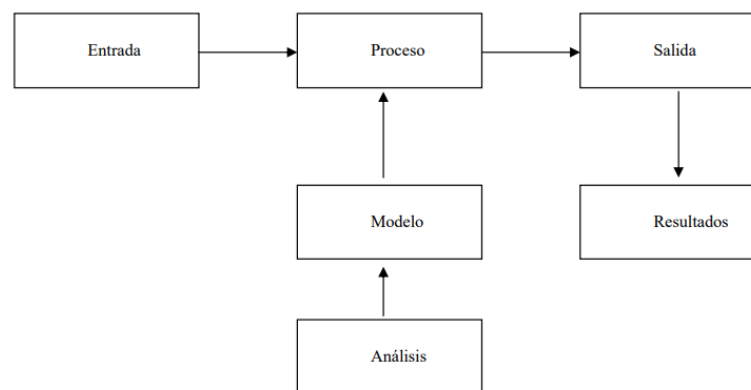 Entrada
Proceso
Salida
Modelo
Resultados
Análisis